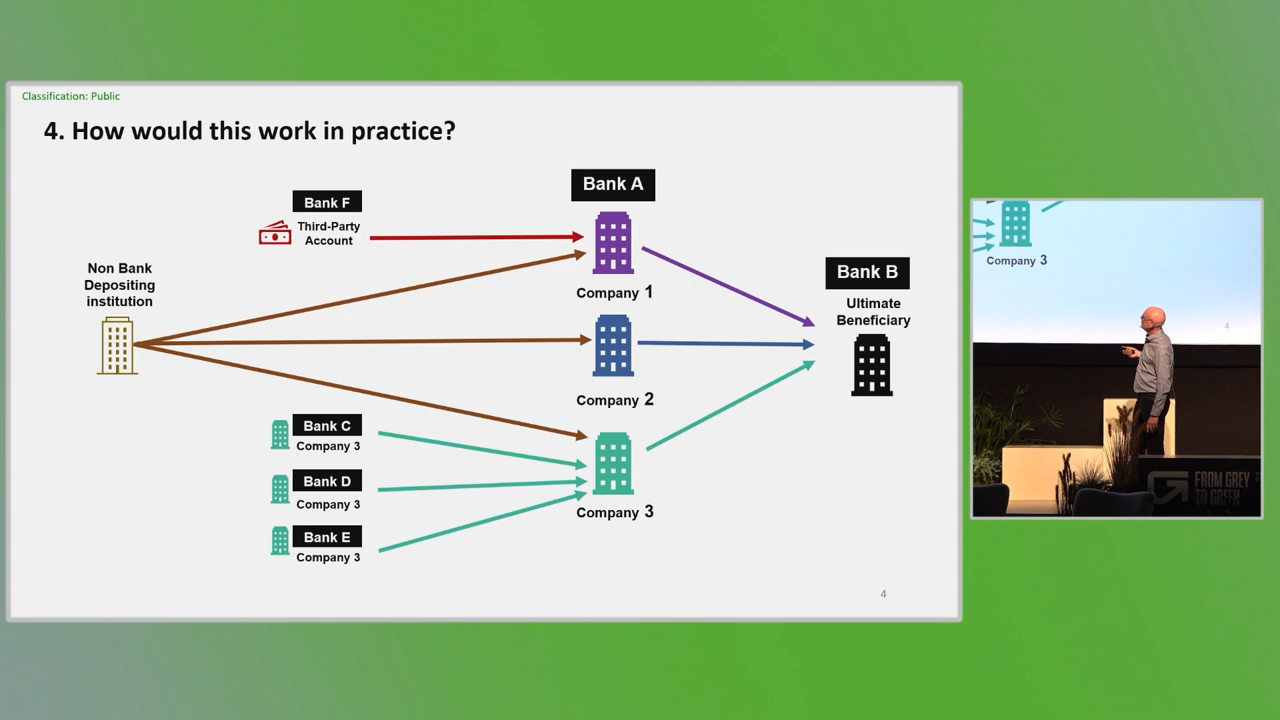 Classification: Public
4. How would this work in practice?
Bank F
Third-Party
Account
Bank A
Company 1
Non Bank
Depositing
institution
Bank B
Ultimate
Beneficiary
Company 2
Bank C
Company 3
Bank D
Company 3
Bank E
Company 3
Company 3
4
Company 3
4
FROM GREY
TO GREEN